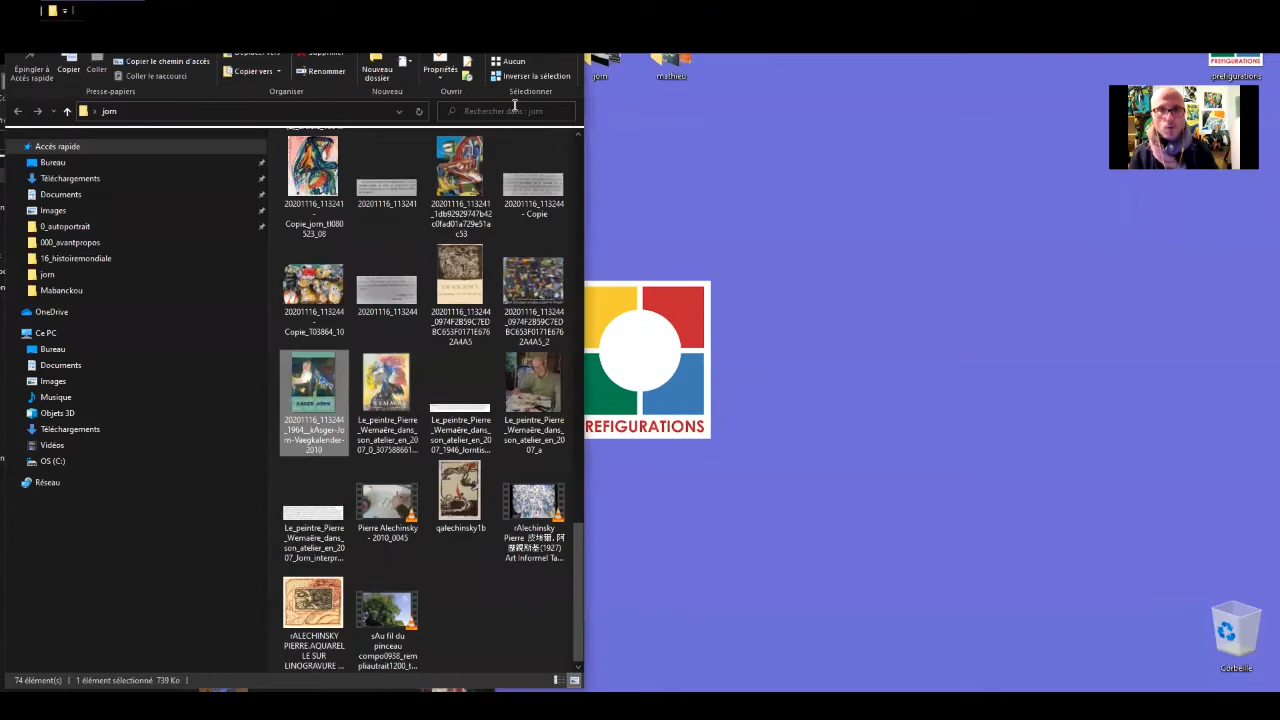 Épingler à
Accès rapide
Copier
Coller
Copier le chemin d'accès
Coller le raccourci
Presse-papiers
Déplacer vers
Supprimer
Copier vers
Renommer
Organiser
Nouveau
dossier
Nouveau
Propriétés
Ouvrir
Aucun
Inverser la sélection
Sélectionner
jorn
Rechercher dans : jorn
Accès rapide
Bureau
Téléchargements
Documents
Images
0_autoportrait
000_avantpropos
16_histoiremondiale
jorn
Mabanckou
OneDrive
Ce PC
Bureau
Documents
Images
Musique
Objets 3D
Téléchargements
Vidéos
OS (C:)
Réseau
20201116_113241
-
Copie_jorn_tl080
523_08
20201116_113241
20201116_113241
_1db92929747b42
c0fad01a729e51a
c53
20201116_113244
- Copie
20201116_113244
-
Copie_T03864_10
20201116_113244
20201116_113244
_0974F2B59C7ED
BC653F0171E676
2A4A5
20201116_113244
_0974F2B59C7ED
BC653F0171E676
2A4A5_2
20201116_113244
_1964__kAsger-Jo
rn-Vaegkalender-
2010
Le_peintre_Pierre
_Wemaëre_dans_
son_atelier_en_20
07_0_307588661...
Le_peintre_Pierre
_Wemaëre_dans_
son_atelier_en_20
07_1946_Jorntis...
Le_peintre_Pierre
_Wemaëre_dans_
son_atelier_en_20
07_a
Le_peintre_Pierre
_Wemaëre_dans_
son_atelier_en_20
07_Jorn_interpr...
Pierre Alechinsky
- 2010_0045
qalechinsky1b
rAlechinsky
Pierre
(1927)
Art Informel Ta...
rALECHINSKY
PIERRE.AQUAREL
LE SUR
LINOGRAVURE ...
sAu fil du
pinceau
compo0938_rem
pliautrait1200_t...
74 élément(s)
1 élément sélectionné 739 Ko
jorn
mathieu
PREFIGURATIONS
prefigurations
REFIGURATIONS
Corbeille